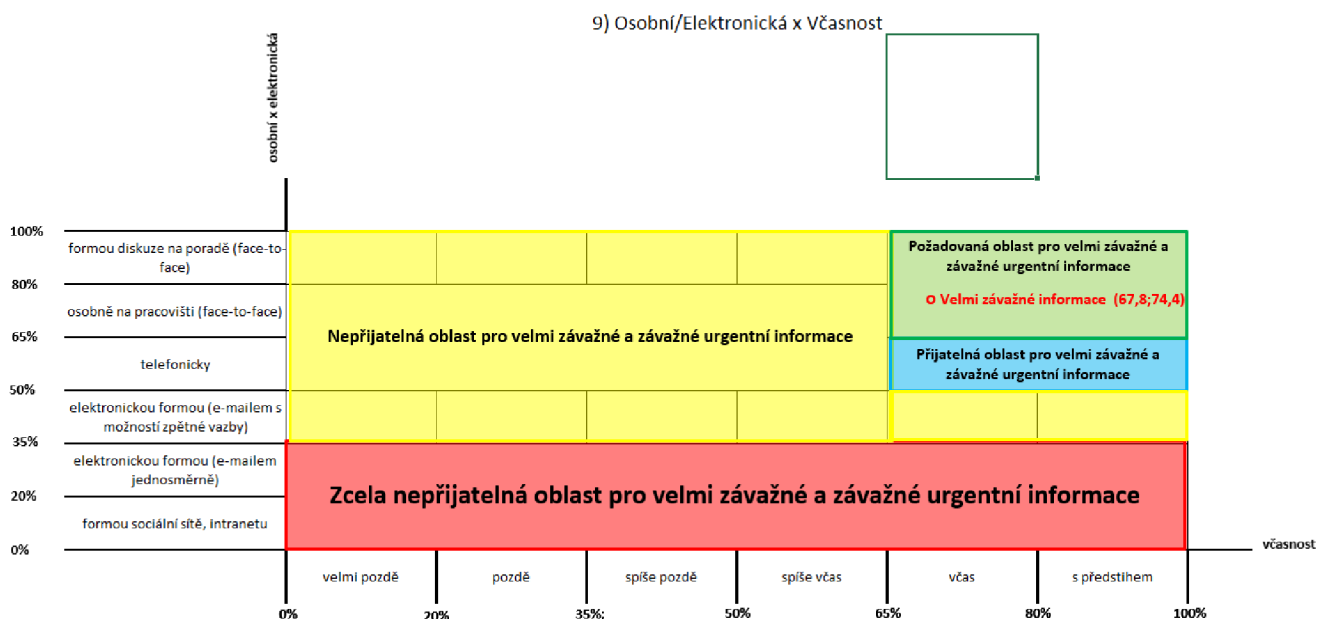 9) Osobní/Elektronická x Včasnost
osobní x elektronická
100%
formou diskuze na poradě (face-to-
face)
Požadovaná oblast pro velmi závažné a
závažné urgentní informace
80%
osobně na pracovišti (face-to-face)
O Velmi závažné informace (67,8;74,4)
Nepřijatelná oblast pro velmi závažné a závažné urgentní informace
65%
telefonicky
Přijatelná oblast pro velmi závažné a
závažné urgentní informace
50%
elektronickou formou (e-mailem s
možností zpětné vazby)
35%
elektronickou formou (e-mailem
jednosměrně)
Zcela nepřijatelná oblast pro velmi závažné a závažné urgentní informace
20%
formou sociální sítě, intranetu
0%
včasnost
velmi pozdě
pozdě
spíše pozdě
spíše včas
včas
s předstihem
0%
20%
35%;
50%
65%
80%
100%